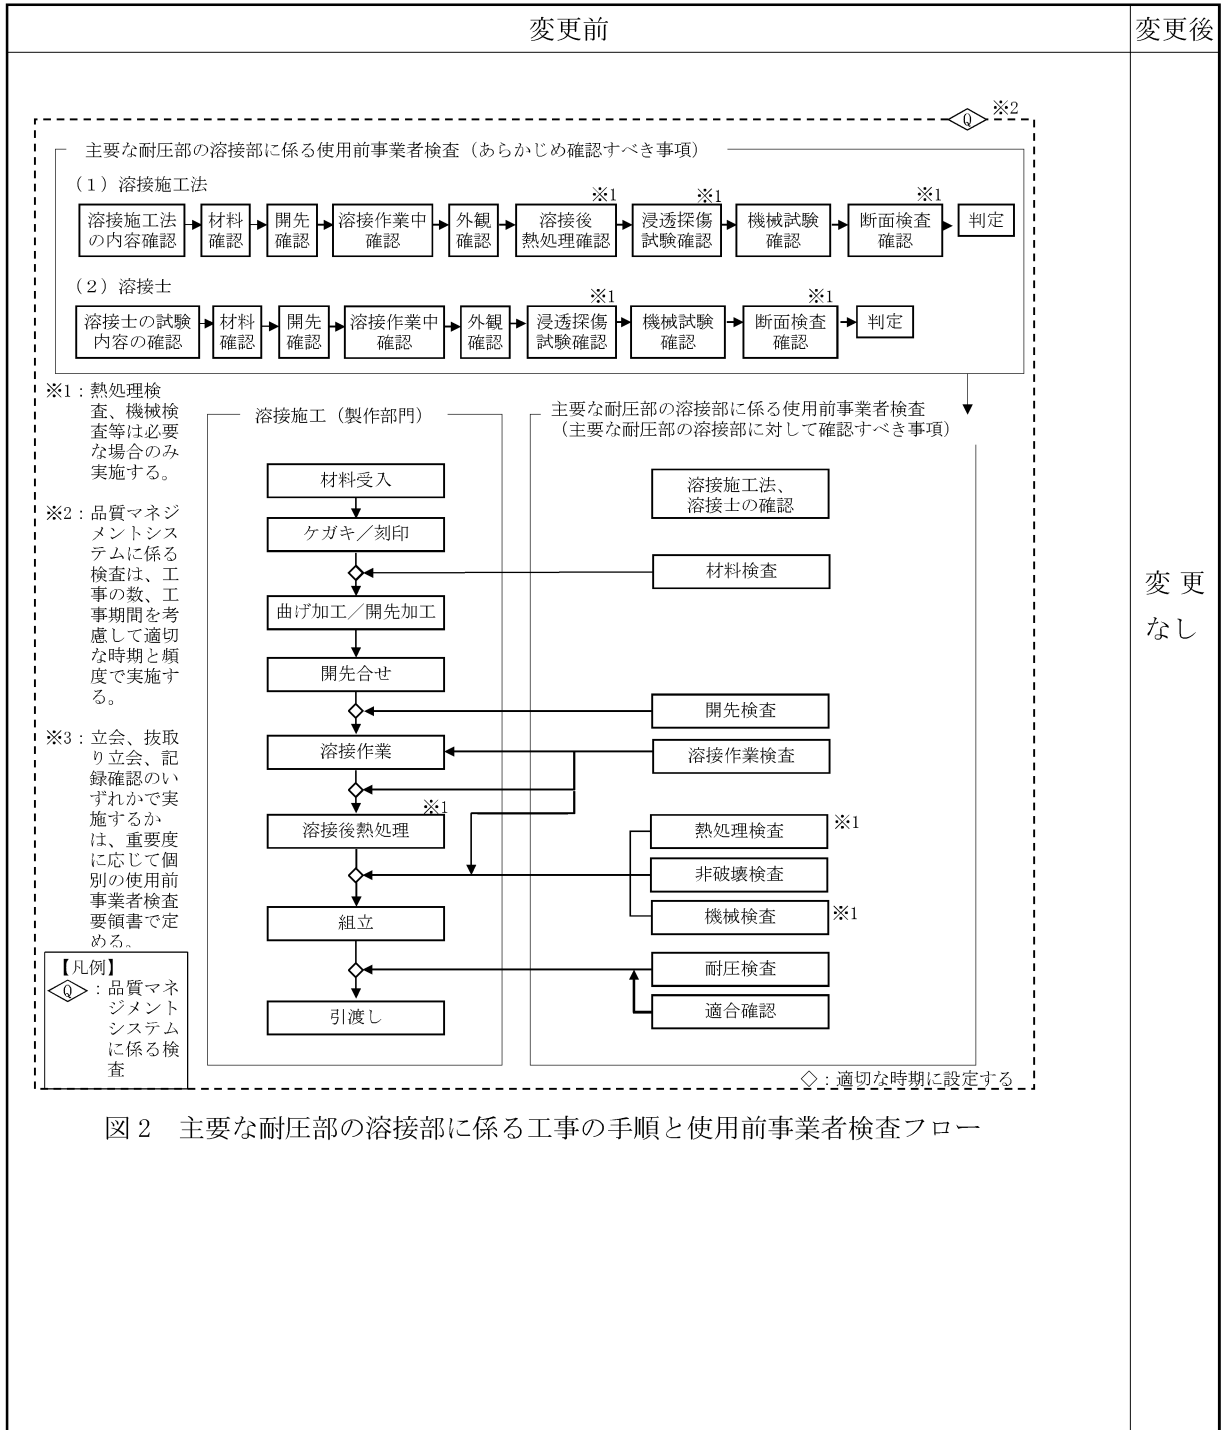 変更前
変更後
Q
※2
主要な耐圧部の溶接部に係る使用前事業者検査（あらかじめ確認すべき事項）
（1）溶接施工法
溶接施工法
の内容確認
材料
確認
開先
確認
溶接作業中
確認
外観
確認
※1
溶接後
熱処理確認
※1
浸透探傷
試験確認
機械試験
確認
※1
断面検査
確認
判定
（2）溶接士
溶接士の試験
内容の確認
材料
確認
開先
確認
溶接作業中
確認
外観
確認
※1
浸透探傷
試験確認
機械試験
確認
※1
断面検査
確認
判定
※1：熱処理検
査、機械検
査等は必要
な場合のみ
実施する。
※2：品質マネジ
メントシス
テムに係る
検査は、工
事の数、工
事期間を考
慮して適切
な時期と頻
度で実施す
る。
※3：立会、抜取
り立会、記
録確認のい
ずれかで実
施するか
は、重要度
に応じて個
別の使用前
事業者検査
要領書で定
める。
【凡例】
Q：品質マネ
ジメント
システム
に係る検
査
溶接施工（製作部門）
材料受入
ケガキ／刻印
曲げ加工／開先加工
開先合せ
溶接作業
※1
溶接後熱処理
組立
引渡し
主要な耐圧部の溶接部に係る使用前事業者検査
（主要な耐圧部の溶接部に対して確認すべき事項）
溶接施工法、
溶接士の確認
材料検査
開先検査
溶接作業検査
熱処理検査
※1
非破壊検査
機械検査
※1
耐圧検査
適合確認
◇：適切な時期に設定する
変更
なし
図2　主要な耐圧部の溶接部に係る工事の手順と使用前事業者検査フロー